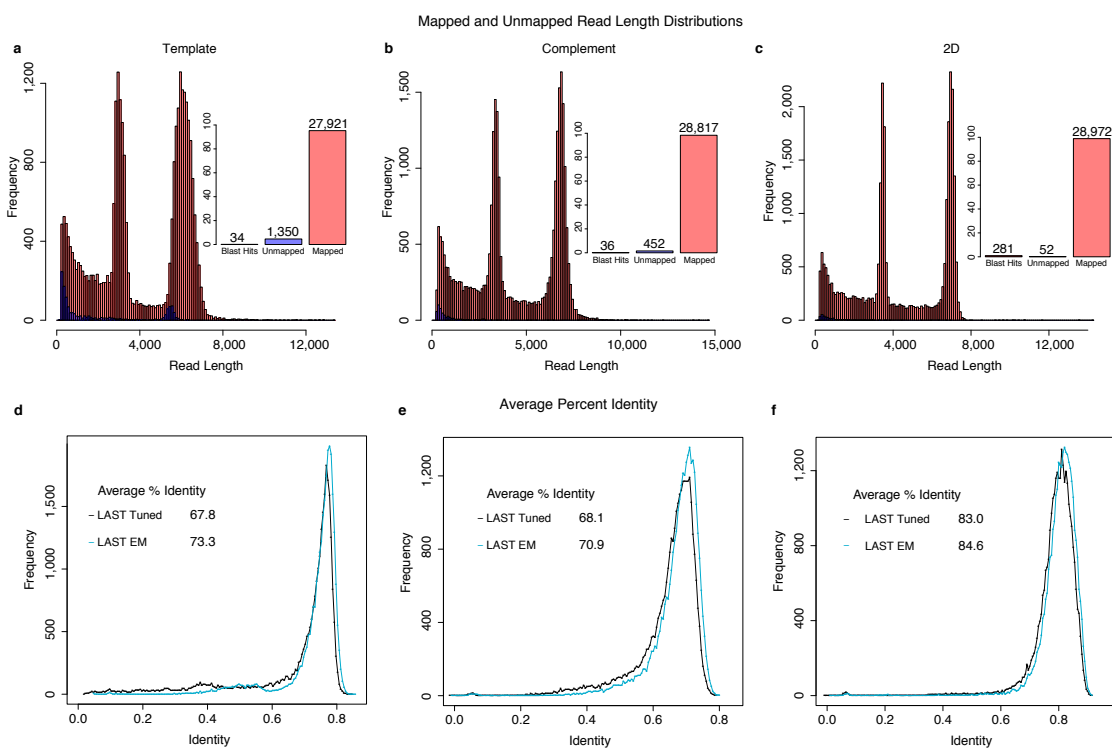 Mapped and Unmapped Read Length Distributions
a
Template
Frequency
0
400
800
1,200
0
4,000
8,000
12,000
Read Length
0
20
40
60
80
100
34
1,350
27,921
Blast Hits
Unmapped
Mapped
b
Complement
Frequency
0
500
1,000
1,500
0
5,000
10,000
15,000
Read Length
0
20
40
60
80
100
36
452
28,817
Blast Hits
Unmapped
Mapped
c
2D
Frequency
0
500
1,000
1,500
2,000
0
4,000
8,000
12,000
Read Length
0
20
40
60
80
100
281
52
28,972
Blast Hits
Unmapped
Mapped
Average Percent Identity
d
Frequency
0
500
1,000
1,500
Average % Identity
LAST Tuned 67.8
LAST EM 73.3
0.0
0.2
0.4
0.6
0.8
Identity
e
Frequency
0
400
800
1,200
Average % Identity
LAST Tuned 68.1
LAST EM 70.9
0.0
0.2
0.4
0.6
0.8
Identity
f
Frequency
0
400
800
1,200
Average % Identity
LAST Tuned 83.0
LAST EM 84.6
0.0
0.2
0.4
0.6
0.8
Identity